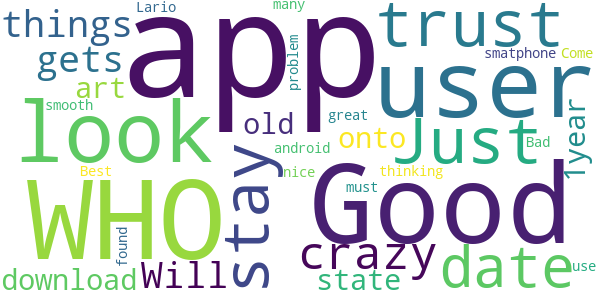 things
Lario
app
many
trust
gets
problem
user
smatphone
Come
art
smooth
look
old
onto
great
Just
android
Bad
1year
Best
nice
thinking
WHO
stay
must
Good
found
crazy
date
use
download
Will
state